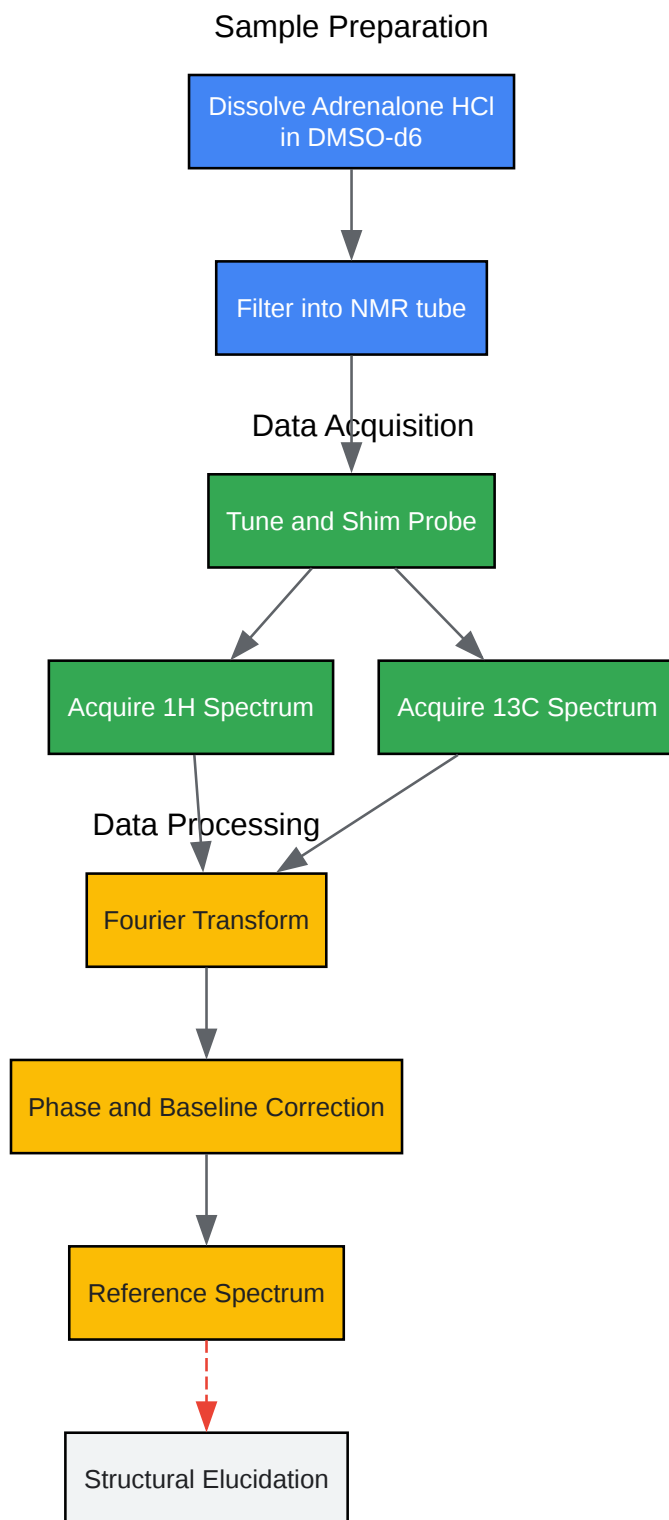 Sample Preparation
Dissolve Adrenalone HCl
in DMSO-d6
Filter into NMR tube
Data Acquisition
Tune and Shim Probe
Acquire 1H Spectrum
Acquire 13C Spectrum
Data Processing
Fourier Transform
Phase and Baseline Correction
Reference Spectrum
Structural Elucidation